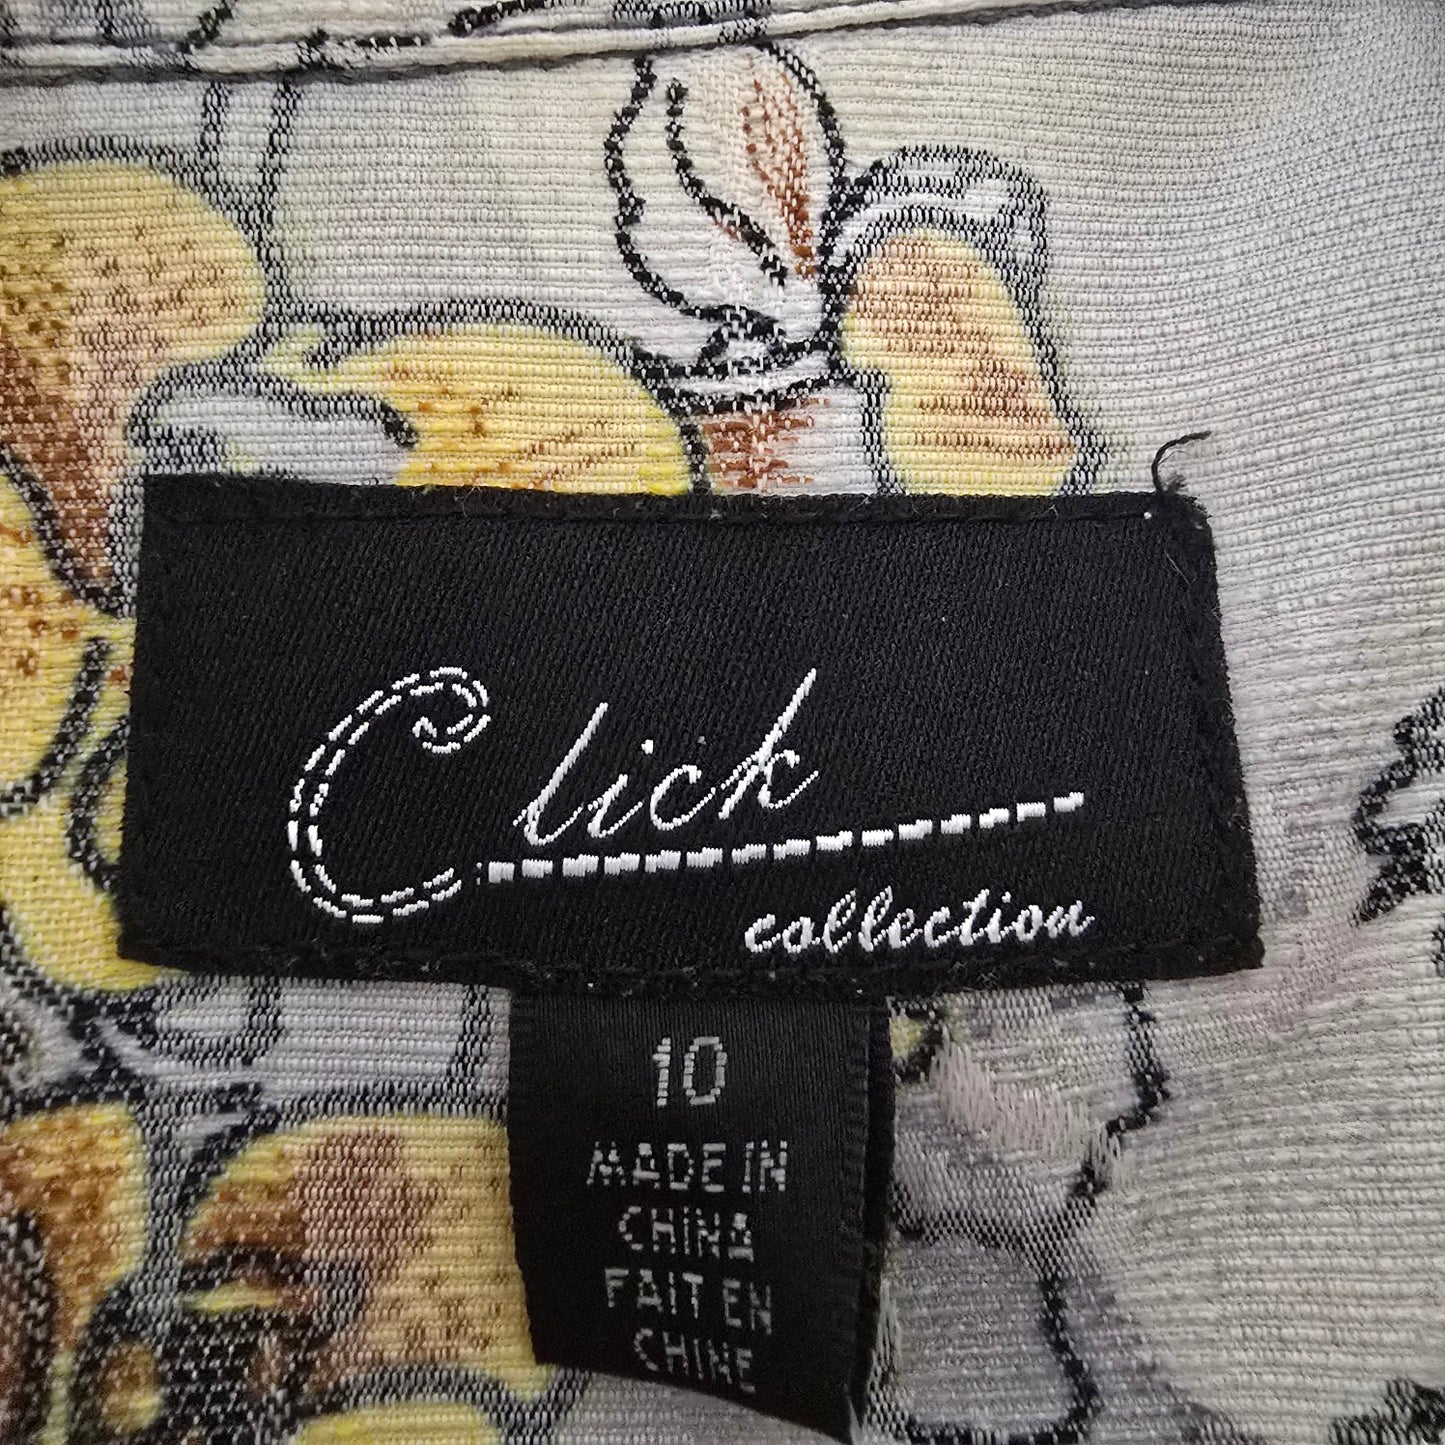 Click
collection
10
MADE IN
CHINA
FAIT EN
CHINE